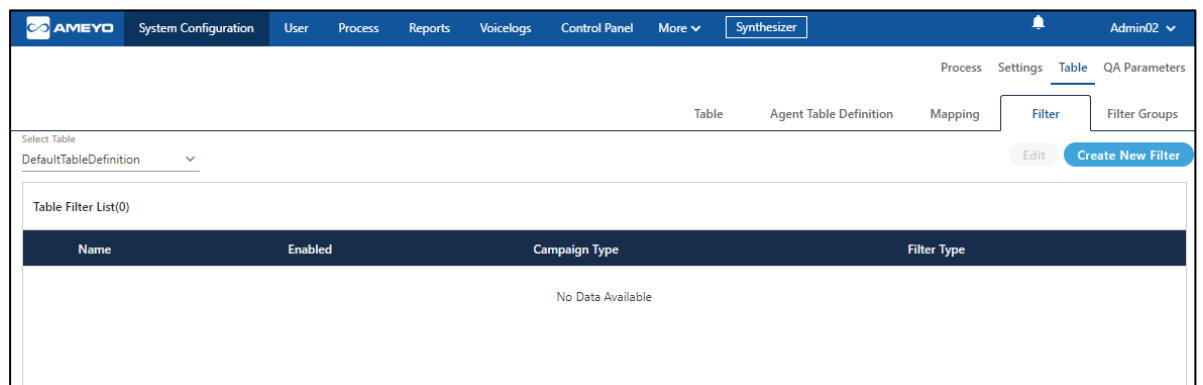 AMEYO System Configuration User Process Reports Voicelogs Control Panel More Synthesizer Admin02
Process Settings Table QA Parameters
Table Agent Table Definition Mapping Filter Filter Groups
Select Table
DefaultTableDefinition Edit Create New Filter
Table Filter List(0)
Name Enabled Campaign Type Filter Type
No Data Available